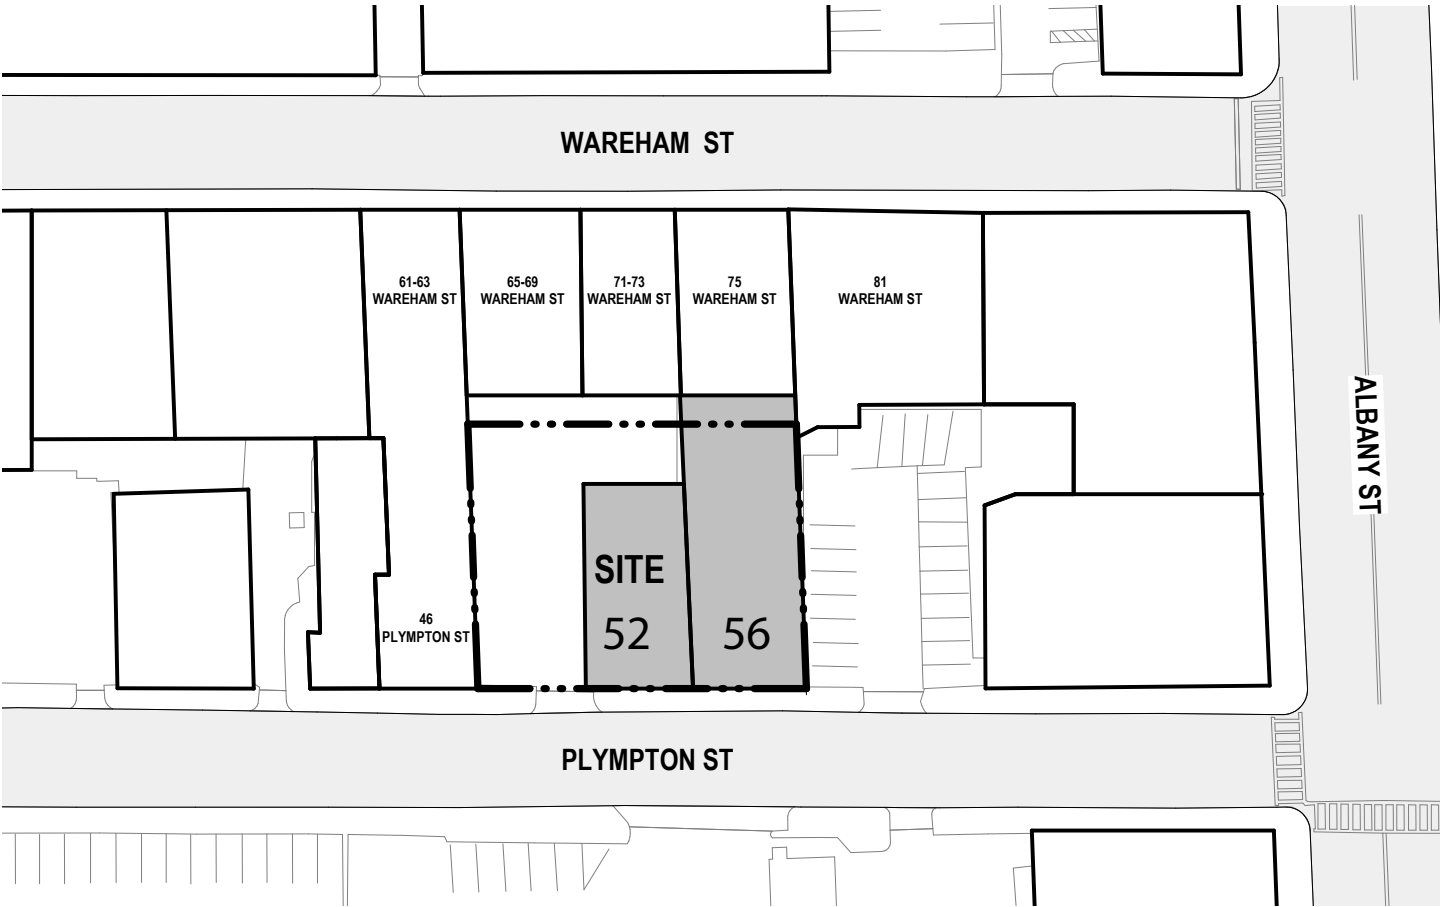 WAREHAM ST
61-63
WAREHAM ST
65-69
WAREHAM ST
71-73
WAREHAM ST
75
WAREHAM ST
81
WAREHAM ST
ALBANY ST
SITE
52
56
46
PLYMPTON ST
PLYMPTON ST